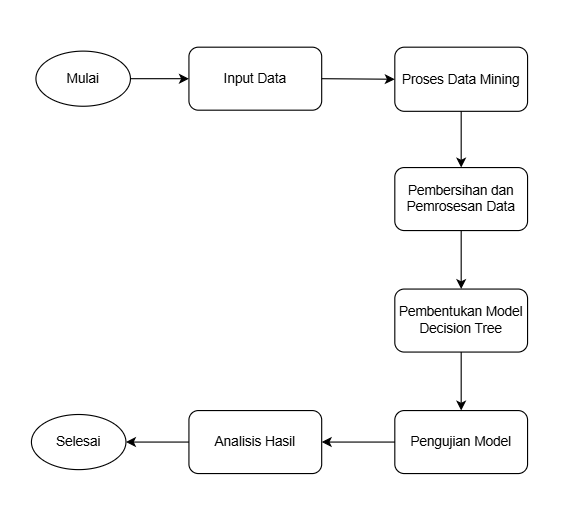 Mulai
Input Data
Proses Data Mining
Pembersihan dan
Pemrosesan Data
Pembentukan Model
Decision Tree
Pengujian Model
Analisis Hasil
Selesai